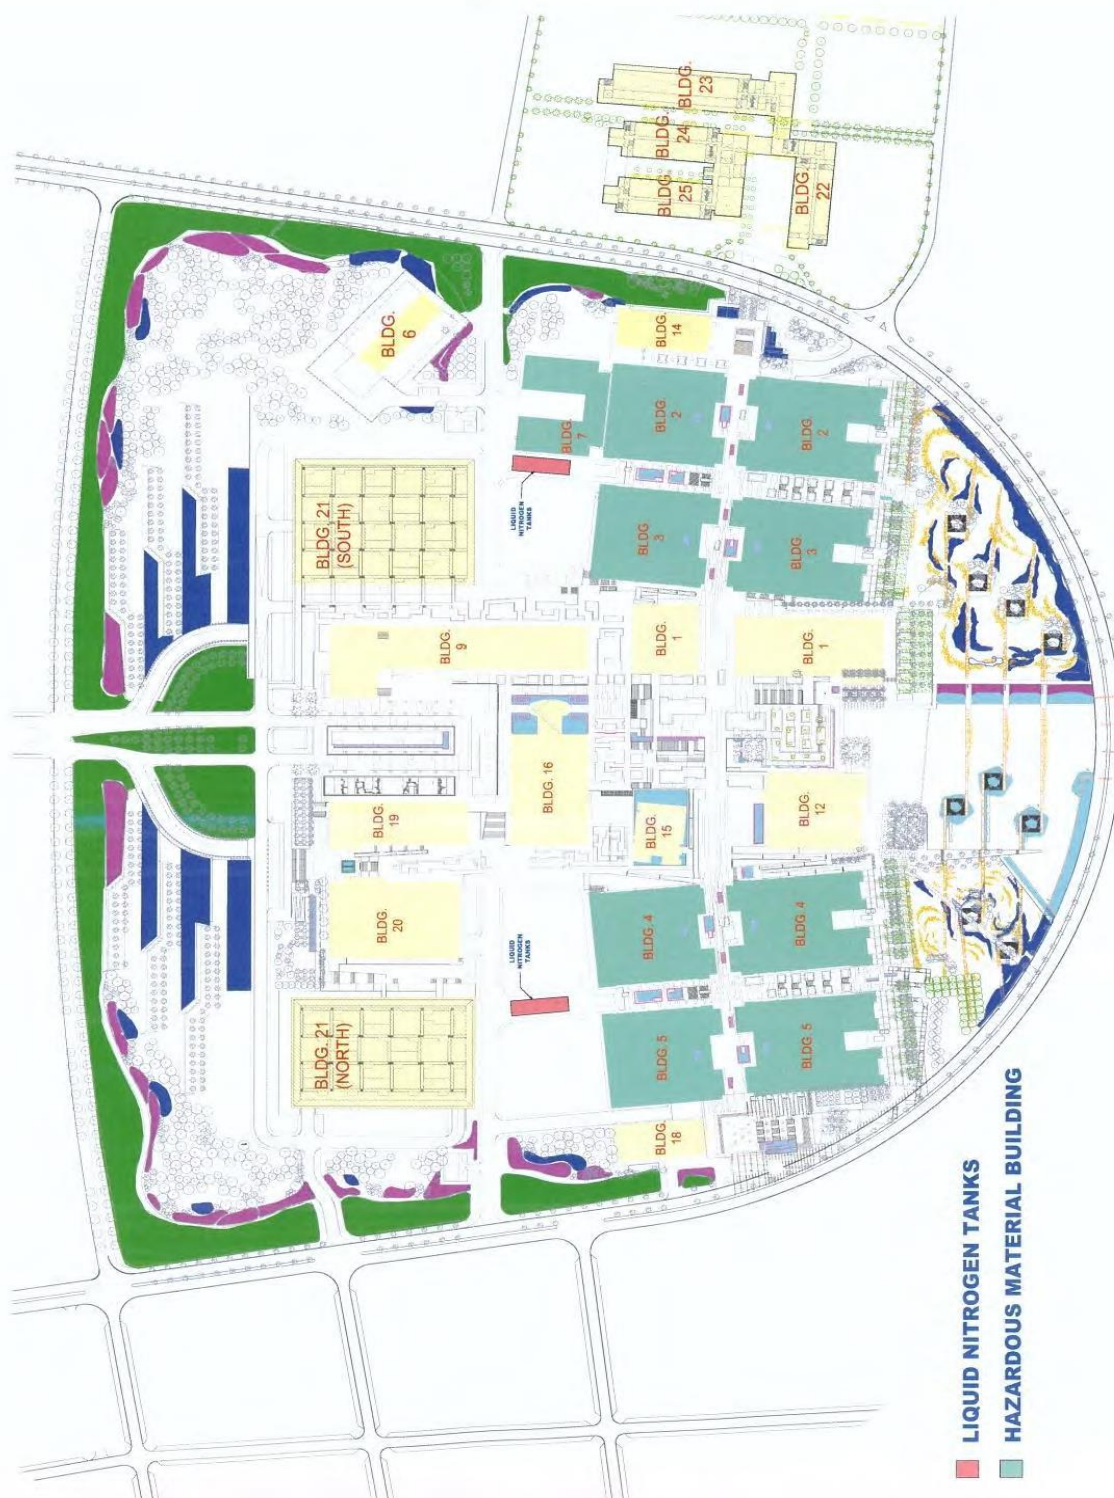 BLDG.
23
BLDG.
24
BLDG.
25
BLDG.
22
BLDG.
6
BLDG.
14
BLDG.
7
BLDG.
2
BLDG.
2
BLDG. 21
(SOUTH)
LIQUID
NITROGEN
TANKS
BLDG.
3
BLDG.
3
BLDG.
9
BLDG.
1
BLDG.
1
BLDG. 16
BLDG.
19
BLDG.
15
BLDG.
12
BLDG.
20
BLDG. 4
BLDG. 4
LIQUID
NITROGEN
TANKS
BLDG. 21
(NORTH)
BLDG. 5
BLDG. 5
BLDG.
18
LIQUID NITROGEN TANKS
HAZARDOUS MATERIAL BUILDING